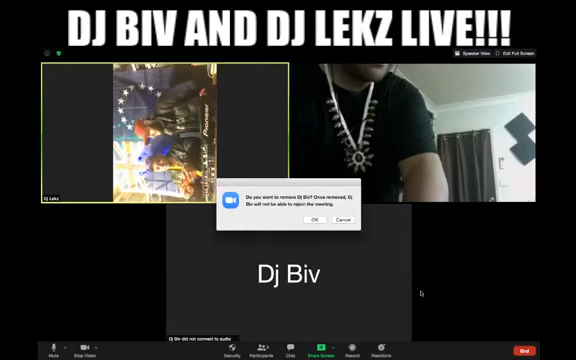 DJ BIV AND DJ LEKZ LIVE!!!
Speaker View
Exit Full Screen
Pioneer
Dj Lekz
Do you want to remove Dj Biv? Once removed, Dj
Biv will not be able to rejoin the meeting.
OK
Cancel
Dj Biv
Dj Biv did not connect to audio
Mute
Stop Video
Security
Participants
3
Chat
Share Screen
Record
Reactions
End